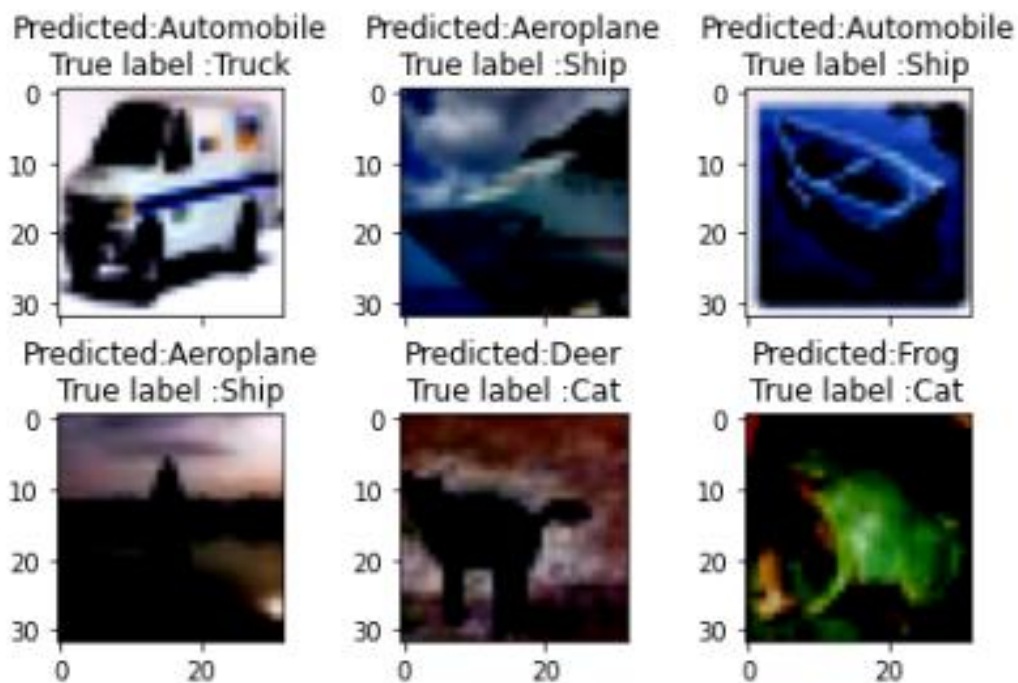 Predicted:Automobile
True label :Truck
Predicted:Aeroplane
True label :Ship
Predicted:Automobile
True label :Ship
0
10
20
30
0
10
20
30
0
10
20
30
Predicted:Aeroplane
True label :Ship
Predicted:Deer
True label :Cat
Predicted:Frog
True label :Cat
0
10
20
30
0 20
0
10
20
30
0 20
0
10
20
30
0 20